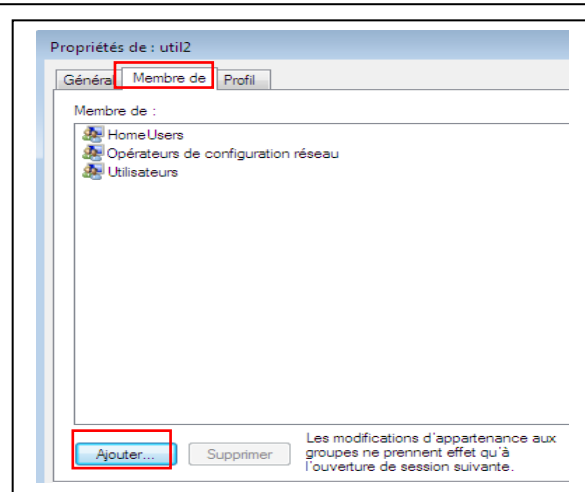 Propriétés de : util2
Général Membre de Profil
Membre de :
HomeUsers
Opérateurs de configuration réseau
Utilisateurs
Ajouter... Supprimer
Les modifications d'appartenance aux
groupes ne prennent effet qu'à
l'ouverture de session suivante.